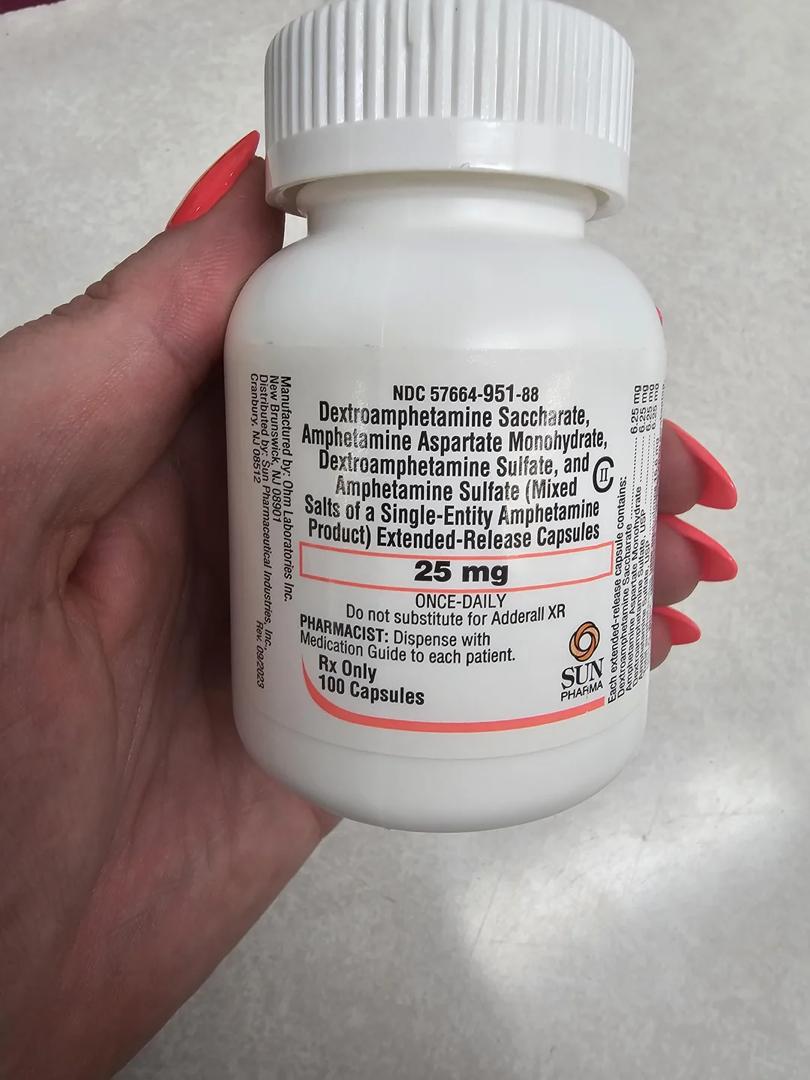 NDC 57664-951-88
Dextroamphetamine Saccharate,
Amphetamine Aspartate Monohydrate,
Dextroamphetamine Sulfate, and
Amphetamine Sulfate (Mixed
Salts of a Single-Entity Amphetamine
Product) Extended-Release Capsules
CII
25 mg
ONCE-DAILY
Do not substitute for Adderall XR
PHARMACIST: Dispense with
Medication Guide to each patient.
Rx Only
100 Capsules
SUN
PHARMA
Manufactured by: Ohm Laboratories Inc.
New Brunswick, NJ 08901
Distributed by: Sun Pharmaceutical Industries, Inc.,
Cranbury, NJ 08512
Rev. 09/2023
Each extended-release capsule contains:
Dextroamphetamine Saccharate 6.25 mg
Amphetamine Aspartate Monohydrate 6.25 mg
6.25 mg
6.25 mg